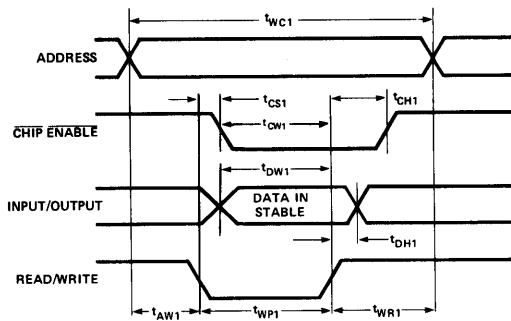 tWC1
ADDRESS
tCS1
tCH1
CHIP ENABLE
tCW1
tDW1
INPUT/OUTPUT
DATA IN
STABLE
tDH1
READ/WRITE
tAW1
tWP1
tWR1